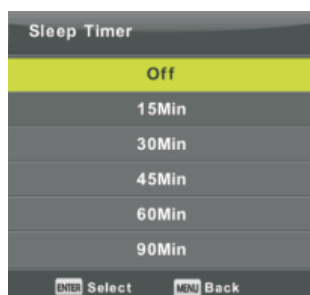 Sleep Timer
Off
15Min
30Min
45Min
60Min
90Min
ENTER Select MENU Back